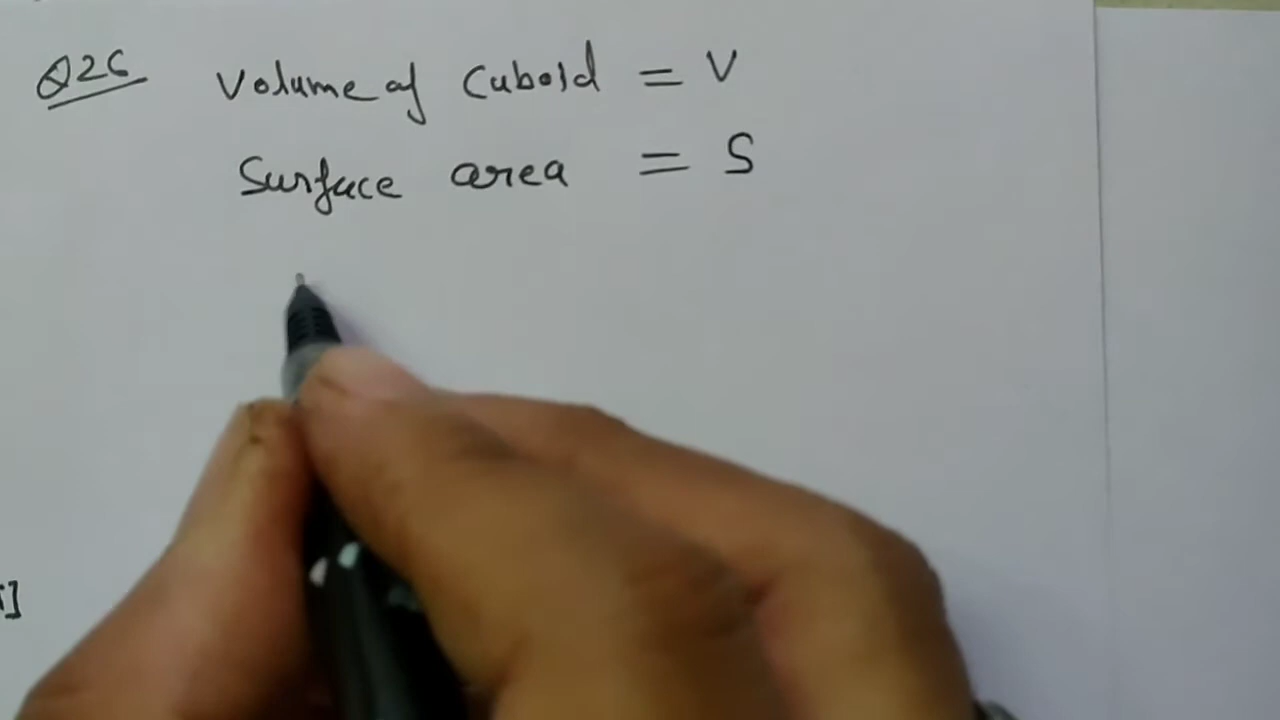 Q26 Volume of Cuboid = V
Surface area = S